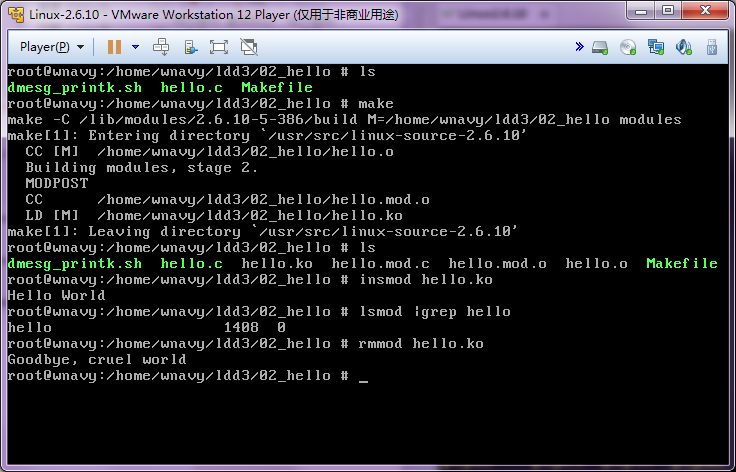 Linux-2.6.10 - VMware Workstation 12 Player (仅用于非商业用途)
Player(P)
root@wnavy:/home/wnavy/ldd3/02_hello # ls
dmesg_printk.sh  hello.c  Makefile
root@wnavy:/home/wnavy/ldd3/02_hello # make
make -C /lib/modules/2.6.10-5-386/build M=/home/wnavy/ldd3/02_hello modules
make[1]: Entering directory `/usr/src/linux-source-2.6.10'
  CC [M]  /home/wnavy/ldd3/02_hello/hello.o
  Building modules, stage 2.
  MODPOST
  CC      /home/wnavy/ldd3/02_hello/hello.mod.o
  LD [M]  /home/wnavy/ldd3/02_hello/hello.ko
make[1]: Leaving directory `/usr/src/linux-source-2.6.10'
root@wnavy:/home/wnavy/ldd3/02_hello # ls
dmesg_printk.sh  hello.c  hello.ko  hello.mod.c  hello.mod.o  hello.o  Makefile
root@wnavy:/home/wnavy/ldd3/02_hello # insmod hello.ko
Hello World
root@wnavy:/home/wnavy/ldd3/02_hello # lsmod |grep hello
hello                   1408  0
root@wnavy:/home/wnavy/ldd3/02_hello # rmmod hello.ko
Goodbye, cruel world
root@wnavy:/home/wnavy/ldd3/02_hello # _